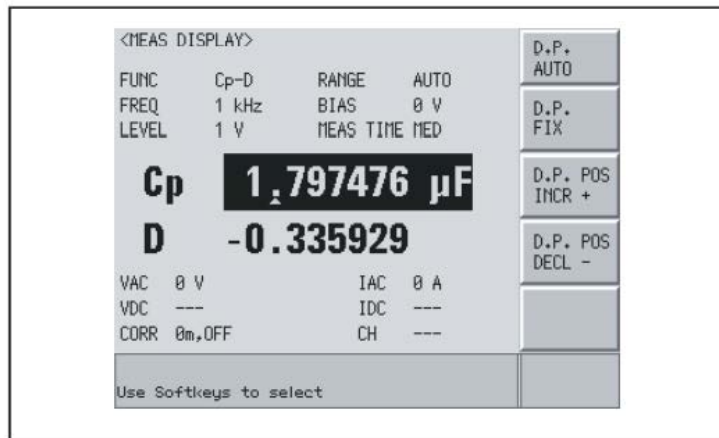 <MEAS DISPLAY>
FUNC Cp-D RANGE AUTO
FREQ 1 kHz BIAS 0 V
LEVEL 1 V MEAS TIME MED
Cp 1.797476 µF
D -0.335929
VAC 0 V IAC 0 A
VDC --- IDC ---
CORR 0m,OFF CH ---
Use Softkeys to select
D.P.
AUTO
D.P.
FIX
D.P. POS
INCR +
D.P. POS
DECL -